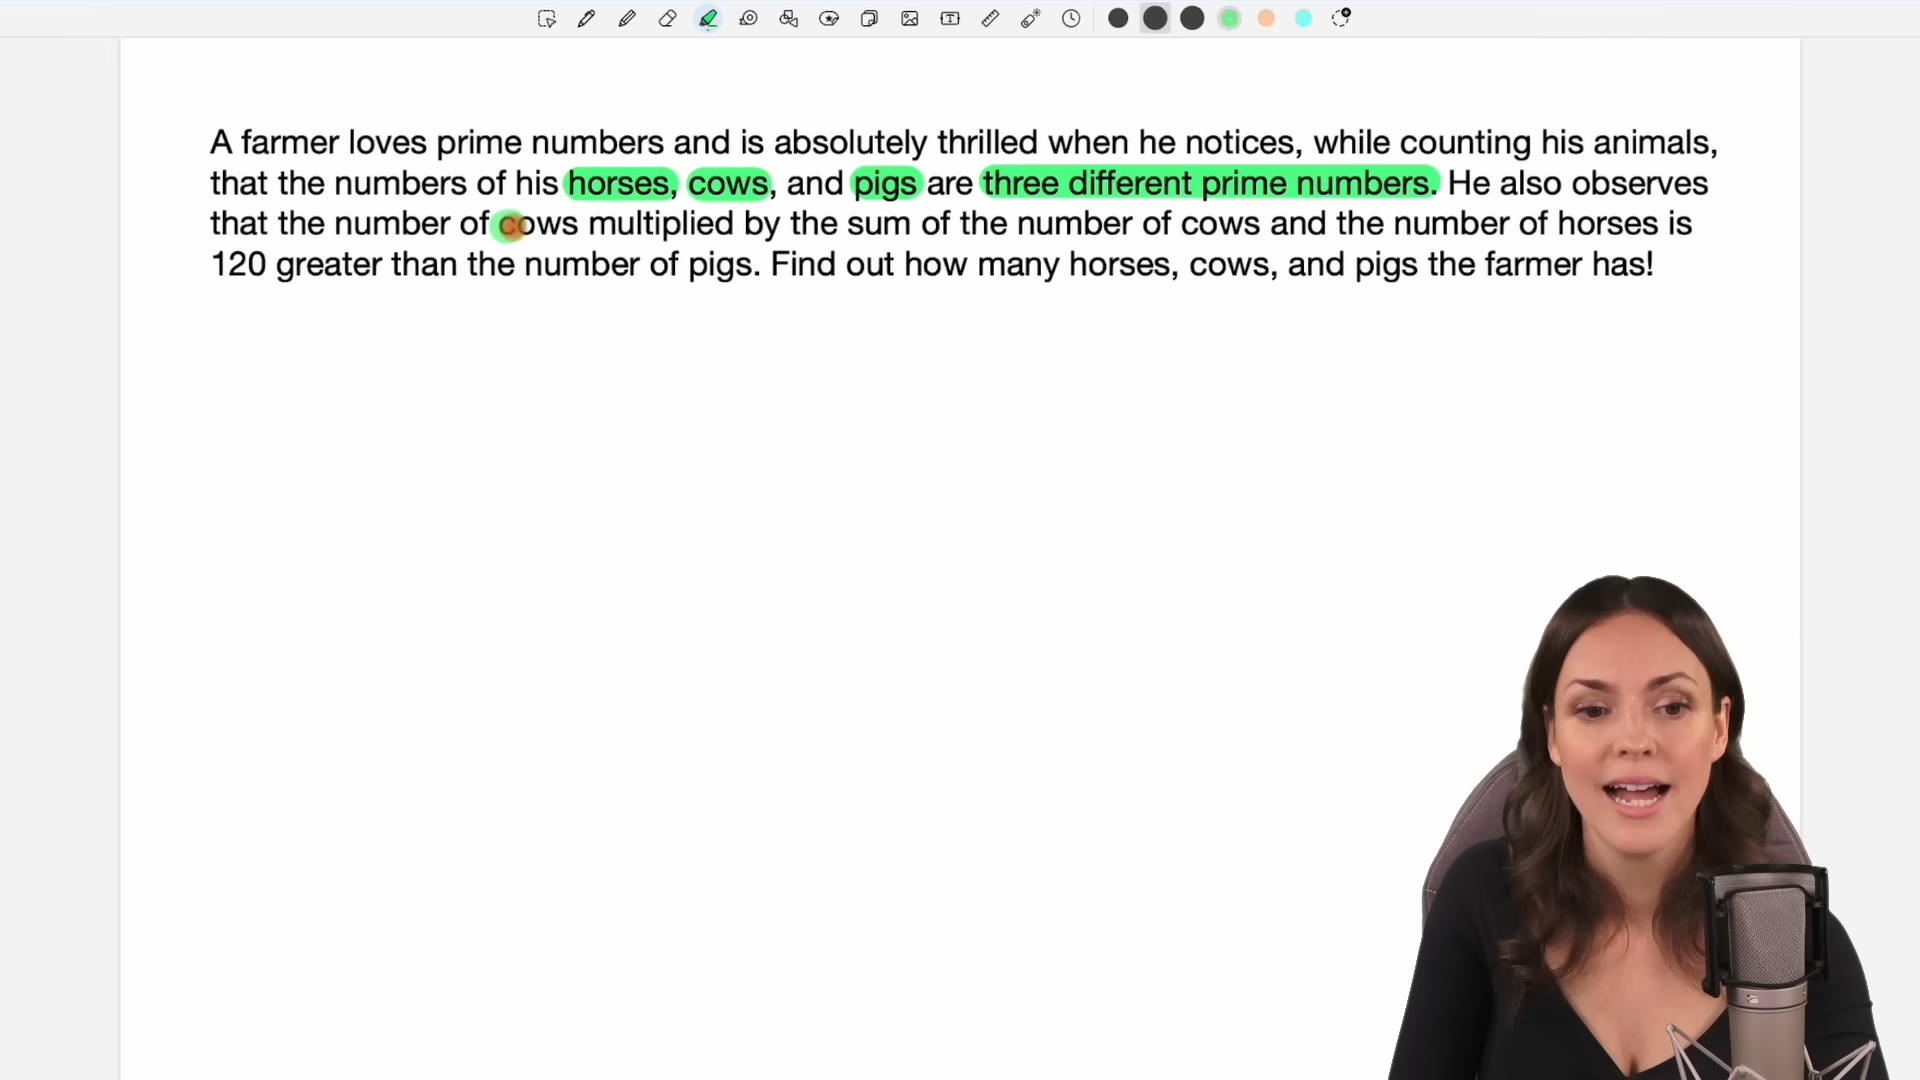 A farmer loves prime numbers and is absolutely thrilled when he notices, while counting his animals,
that the numbers of his horses, cows, and pigs are three different prime numbers. He also observes
that the number of cows multiplied by the sum of the number of cows and the number of horses is
120 greater than the number of pigs. Find out how many horses, cows, and pigs the farmer has!